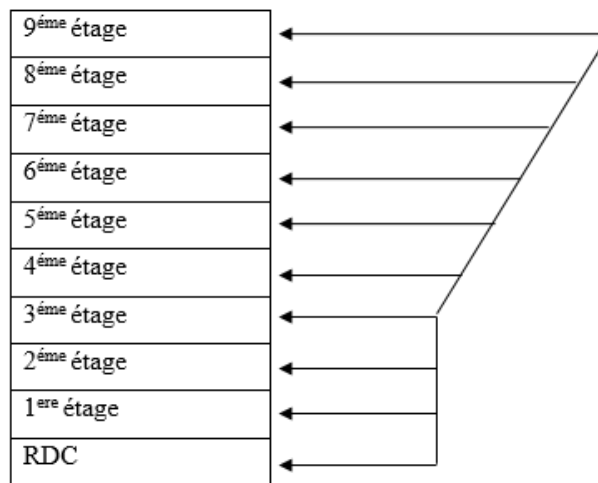 9éme étage
8éme étage
7éme étage
6éme étage
5éme étage
4éme étage
3éme étage
2éme étage
1ere étage
RDC